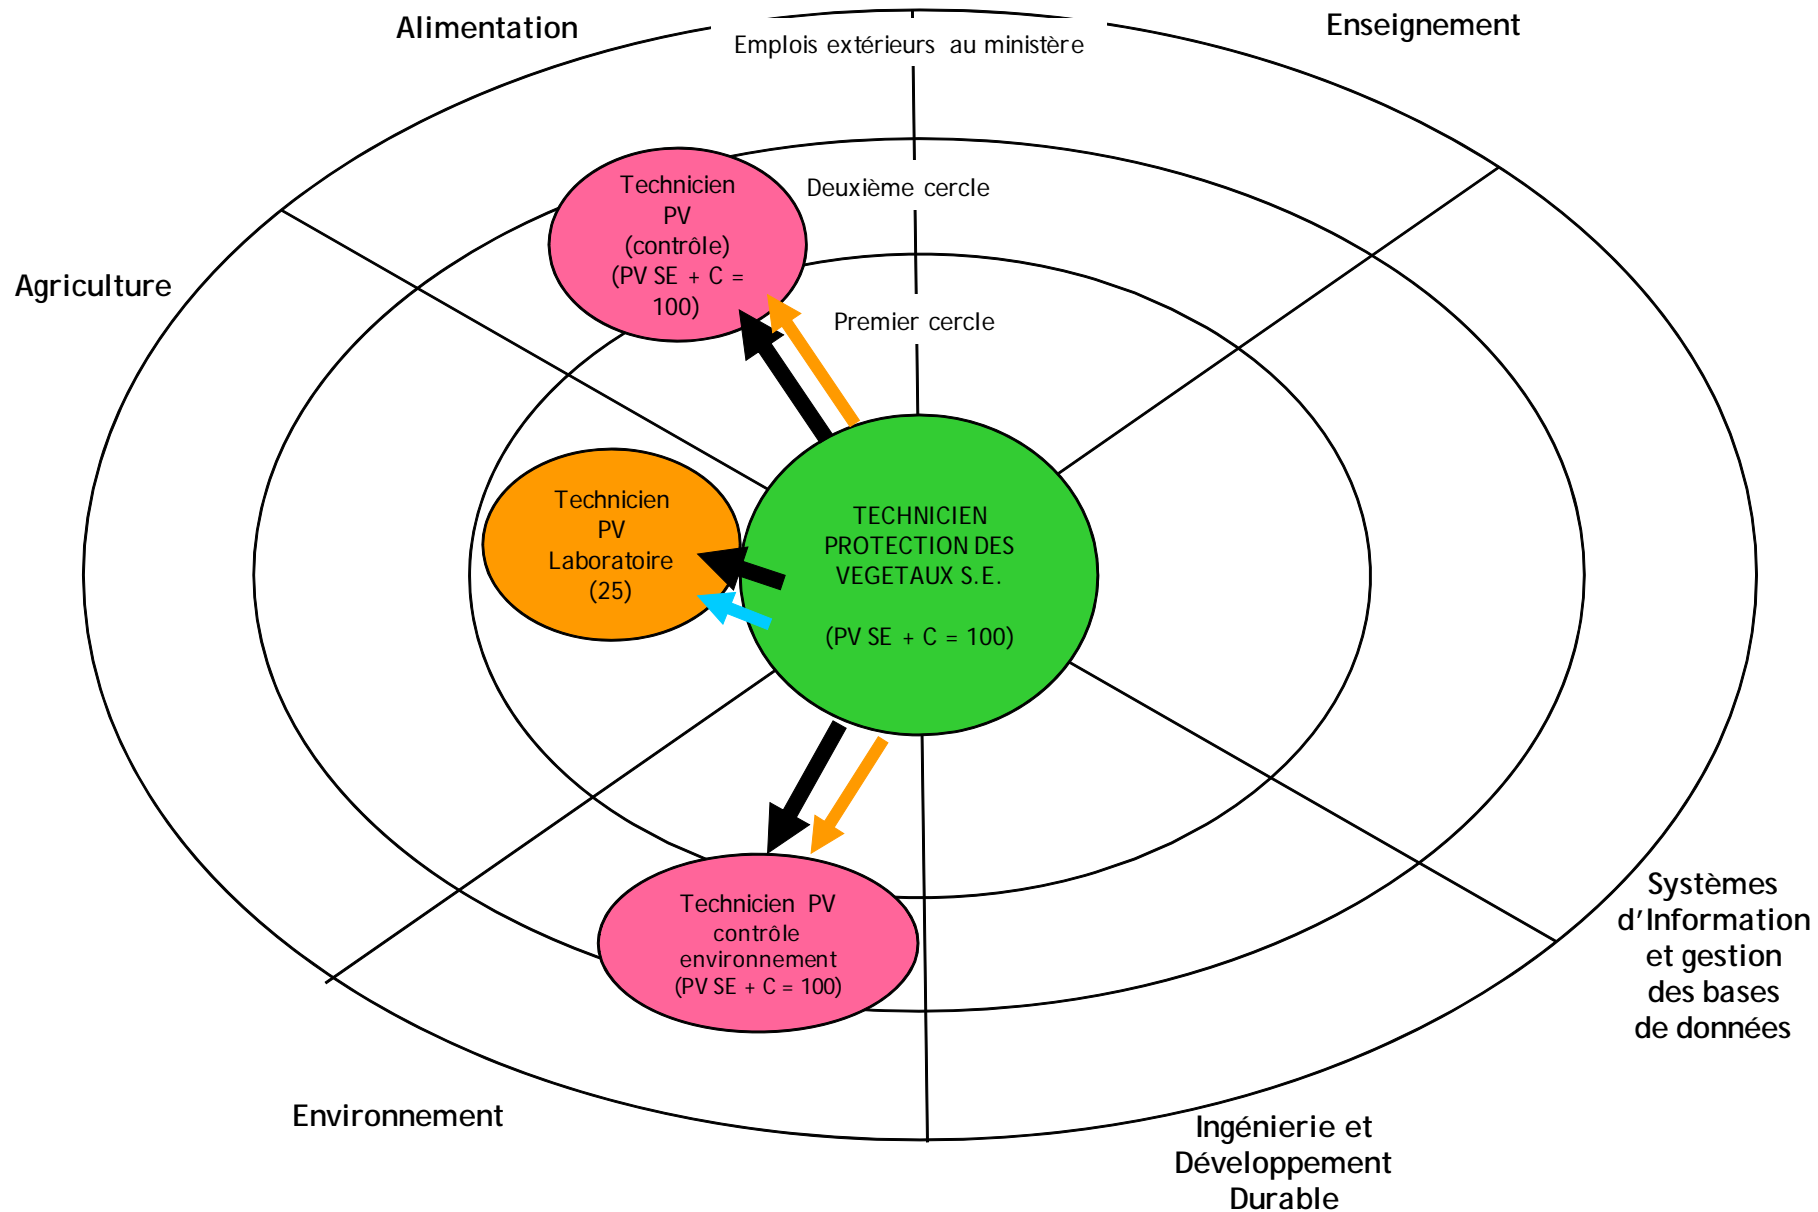 Alimentation
Enseignement
Emplois extérieurs au ministère
Technicien
PV
(contrôle)
(PV SE + C =
100)
Deuxième cercle
Agriculture
Premier cercle
Technicien
PV
Laboratoire
(25)
TECHNICIEN
PROTECTION DES
VEGETAUX S.E.
(PV SE + C = 100)
Technicien PV
contrôle
environnement
(PV SE + C = 100)
Systèmes
d'Information
et gestion
des bases
de données
Environnement
Ingénierie et
Développement
Durable